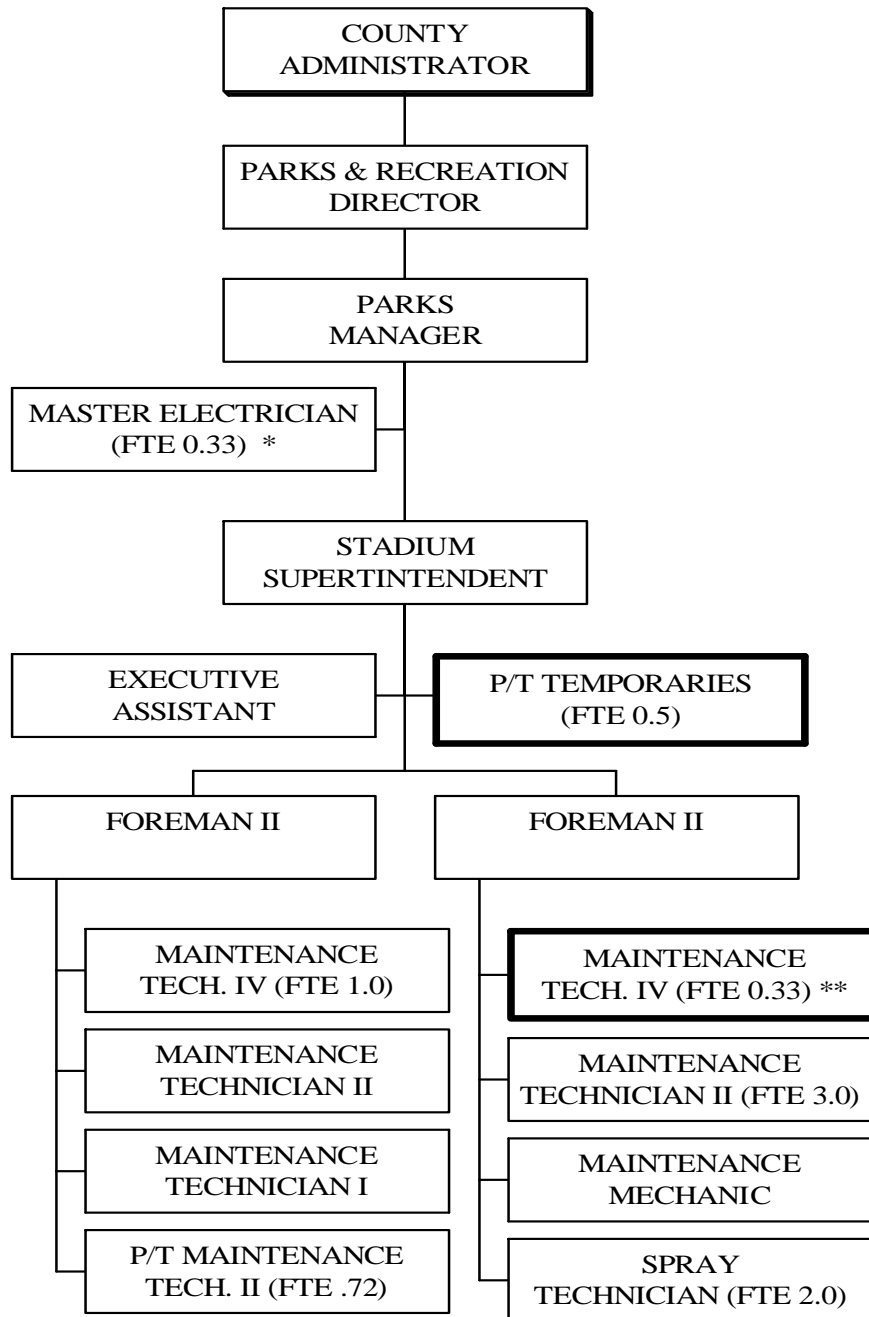 COUNTY
ADMINISTRATOR
PARKS & RECREATION
DIRECTOR
PARKS
MANAGER
MASTER ELECTRICIAN
(FTE 0.33) *
STADIUM
SUPERTINTENDENT
EXECUTIVE
ASSISTANT
P/T TEMPORARIES
(FTE 0.5)
FOREMAN II
MAINTENANCE
TECH. IV (FTE 1.0)
MAINTENANCE
TECHNICIAN II
MAINTENANCE
TECHNICIAN I
P/T MAINTENANCE
TECH. II (FTE .72)
FOREMAN II
MAINTENANCE
TECH. IV (FTE 0.33) **
MAINTENANCE
TECHNICIAN II (FTE 3.0)
MAINTENANCE
MECHANIC
SPRAY
TECHNICIAN (FTE 2.0)